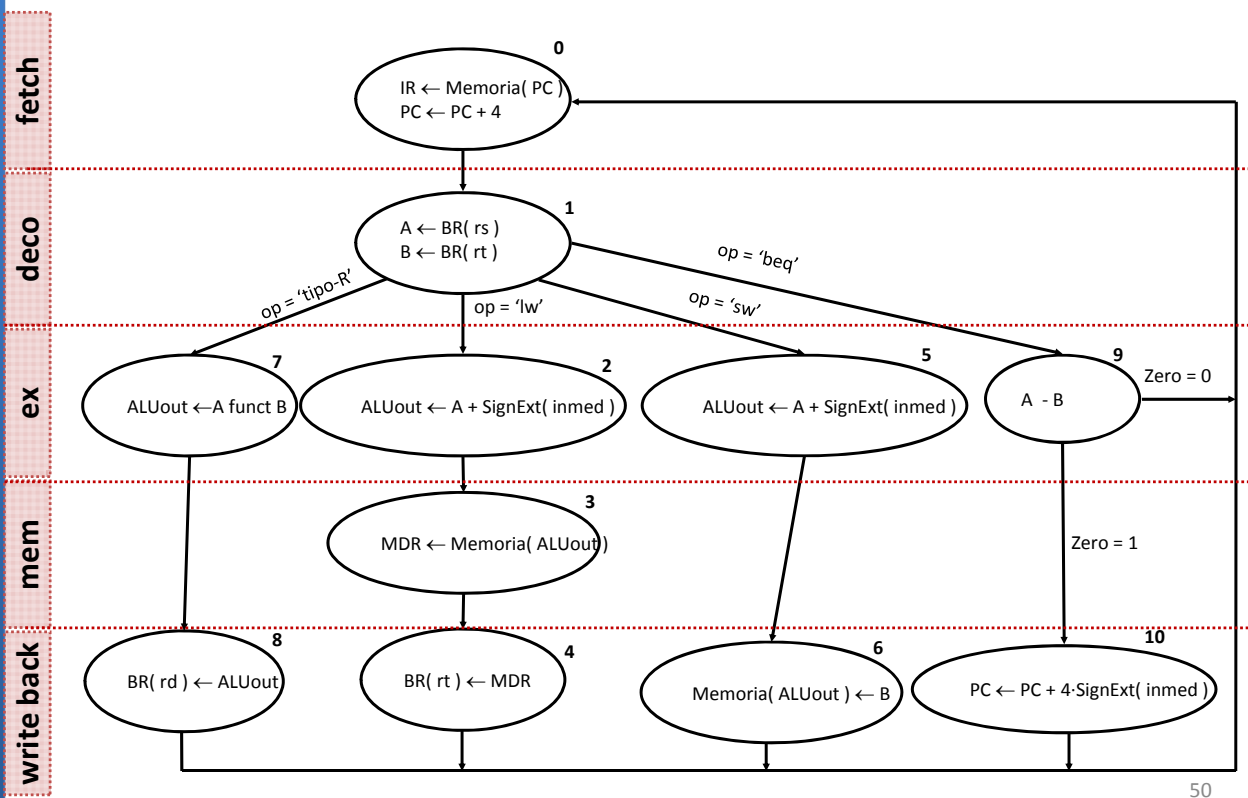 fetch
0
IR ← Memoria( PC )
PC ← PC + 4
deco
1
A ← BR( rs )
B ← BR( rt )
op = ‘tipo-R’
op = ‘lw’
op = ‘sw’
op = ‘beq’
ex
7
ALUout ←A funct B
2
ALUout ← A + SignExt( inmed )
5
ALUout ← A + SignExt( inmed )
9
A - B
Zero = 0
mem
3
MDR ← Memoria( ALUout )
Zero = 1
write back
8
BR( rd ) ← ALUout
4
BR( rt ) ← MDR
6
Memoria( ALUout ) ← B
10
PC ← PC + 4·SignExt( inmed )
50